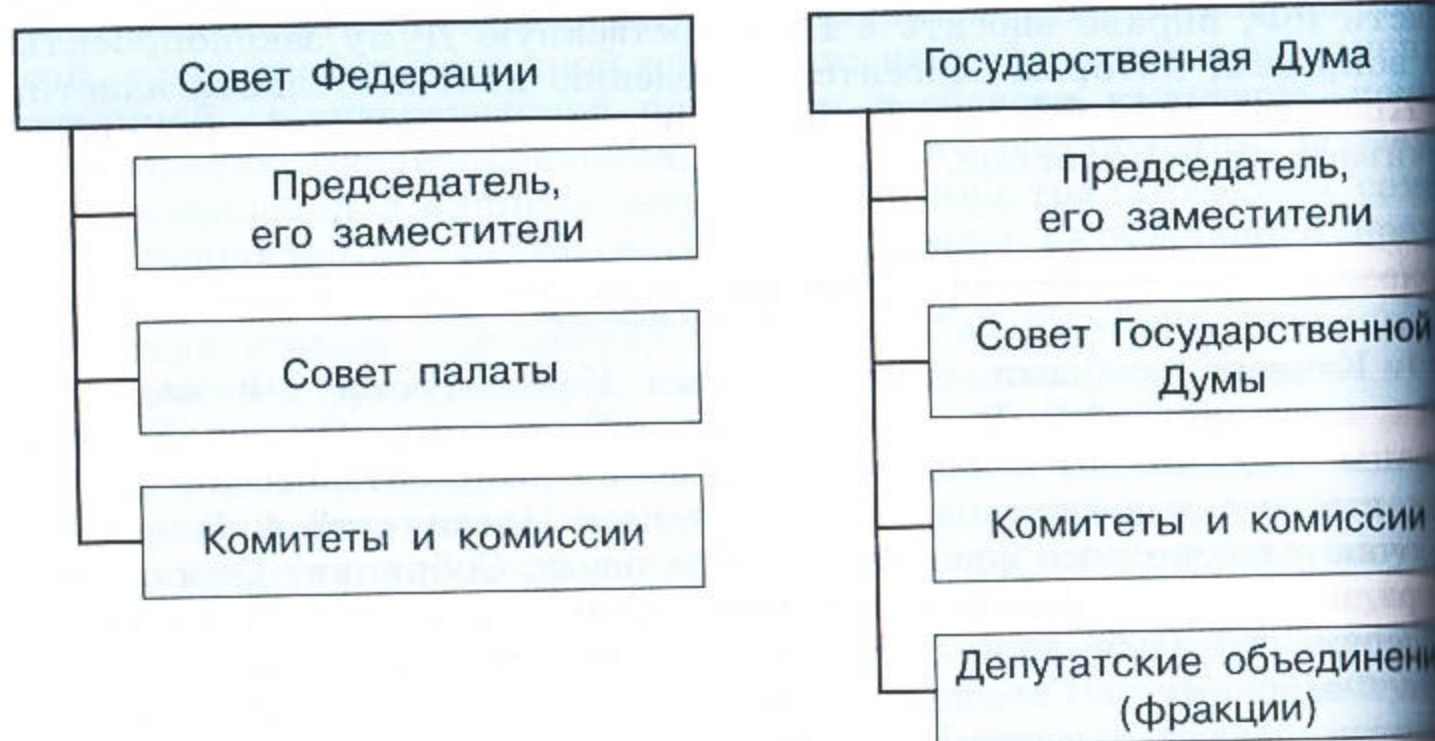 Совет Федерации
Председатель,
его заместители
Совет палаты
Комитеты и комиссии
Государственная Дума
Председатель,
его заместители
Совет Государственной
Думы
Комитеты и комиссии
Депутатские
(фракции)